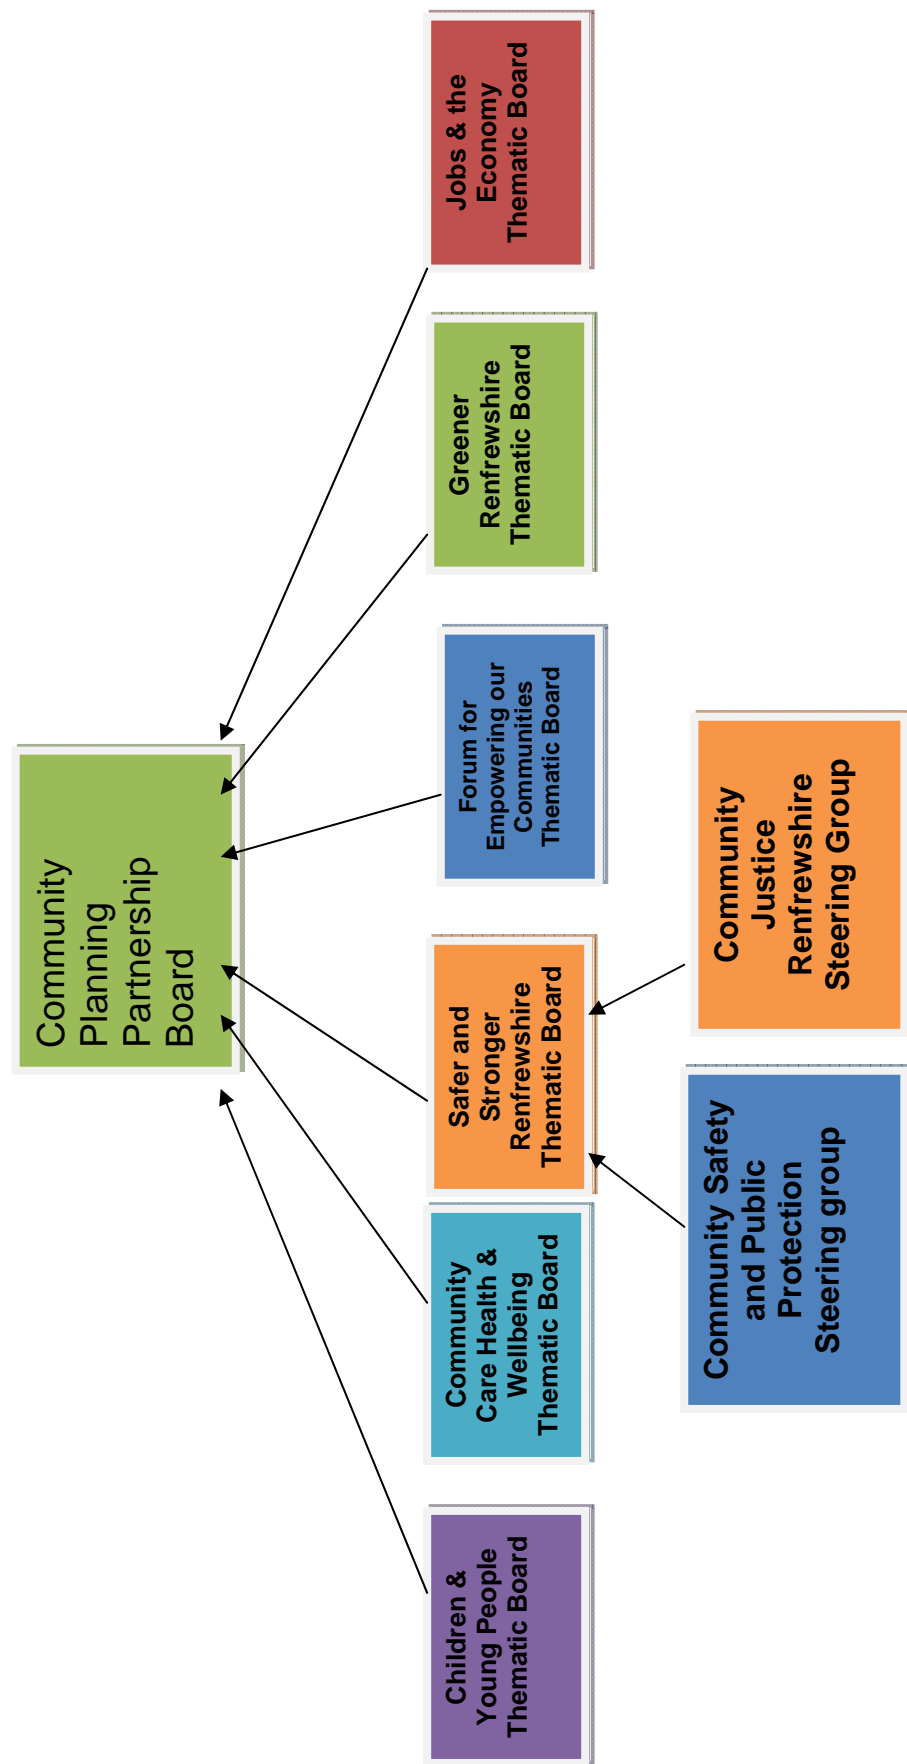 Community
Planning
Partnership
Board
Children &
Young People
Thematic Board
Community
Care Health &
Wellbeing
Thematic Board
Safer and
Stronger
Renfrewshire
Thematic Board
Forum for
Empowering our
Communities
Thematic Board
Greener
Renfrewshire
Thematic Board
Jobs & the
Economy
Thematic Board
Community Safety
and Public
Protection
Steering group
Community
Justice
Renfrewshire
Steering Group